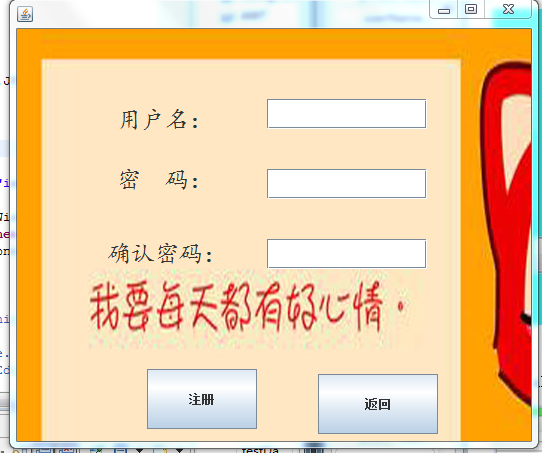 用户名：
密 码：
确认密码：
我要每天都有好心情。
注册
返回